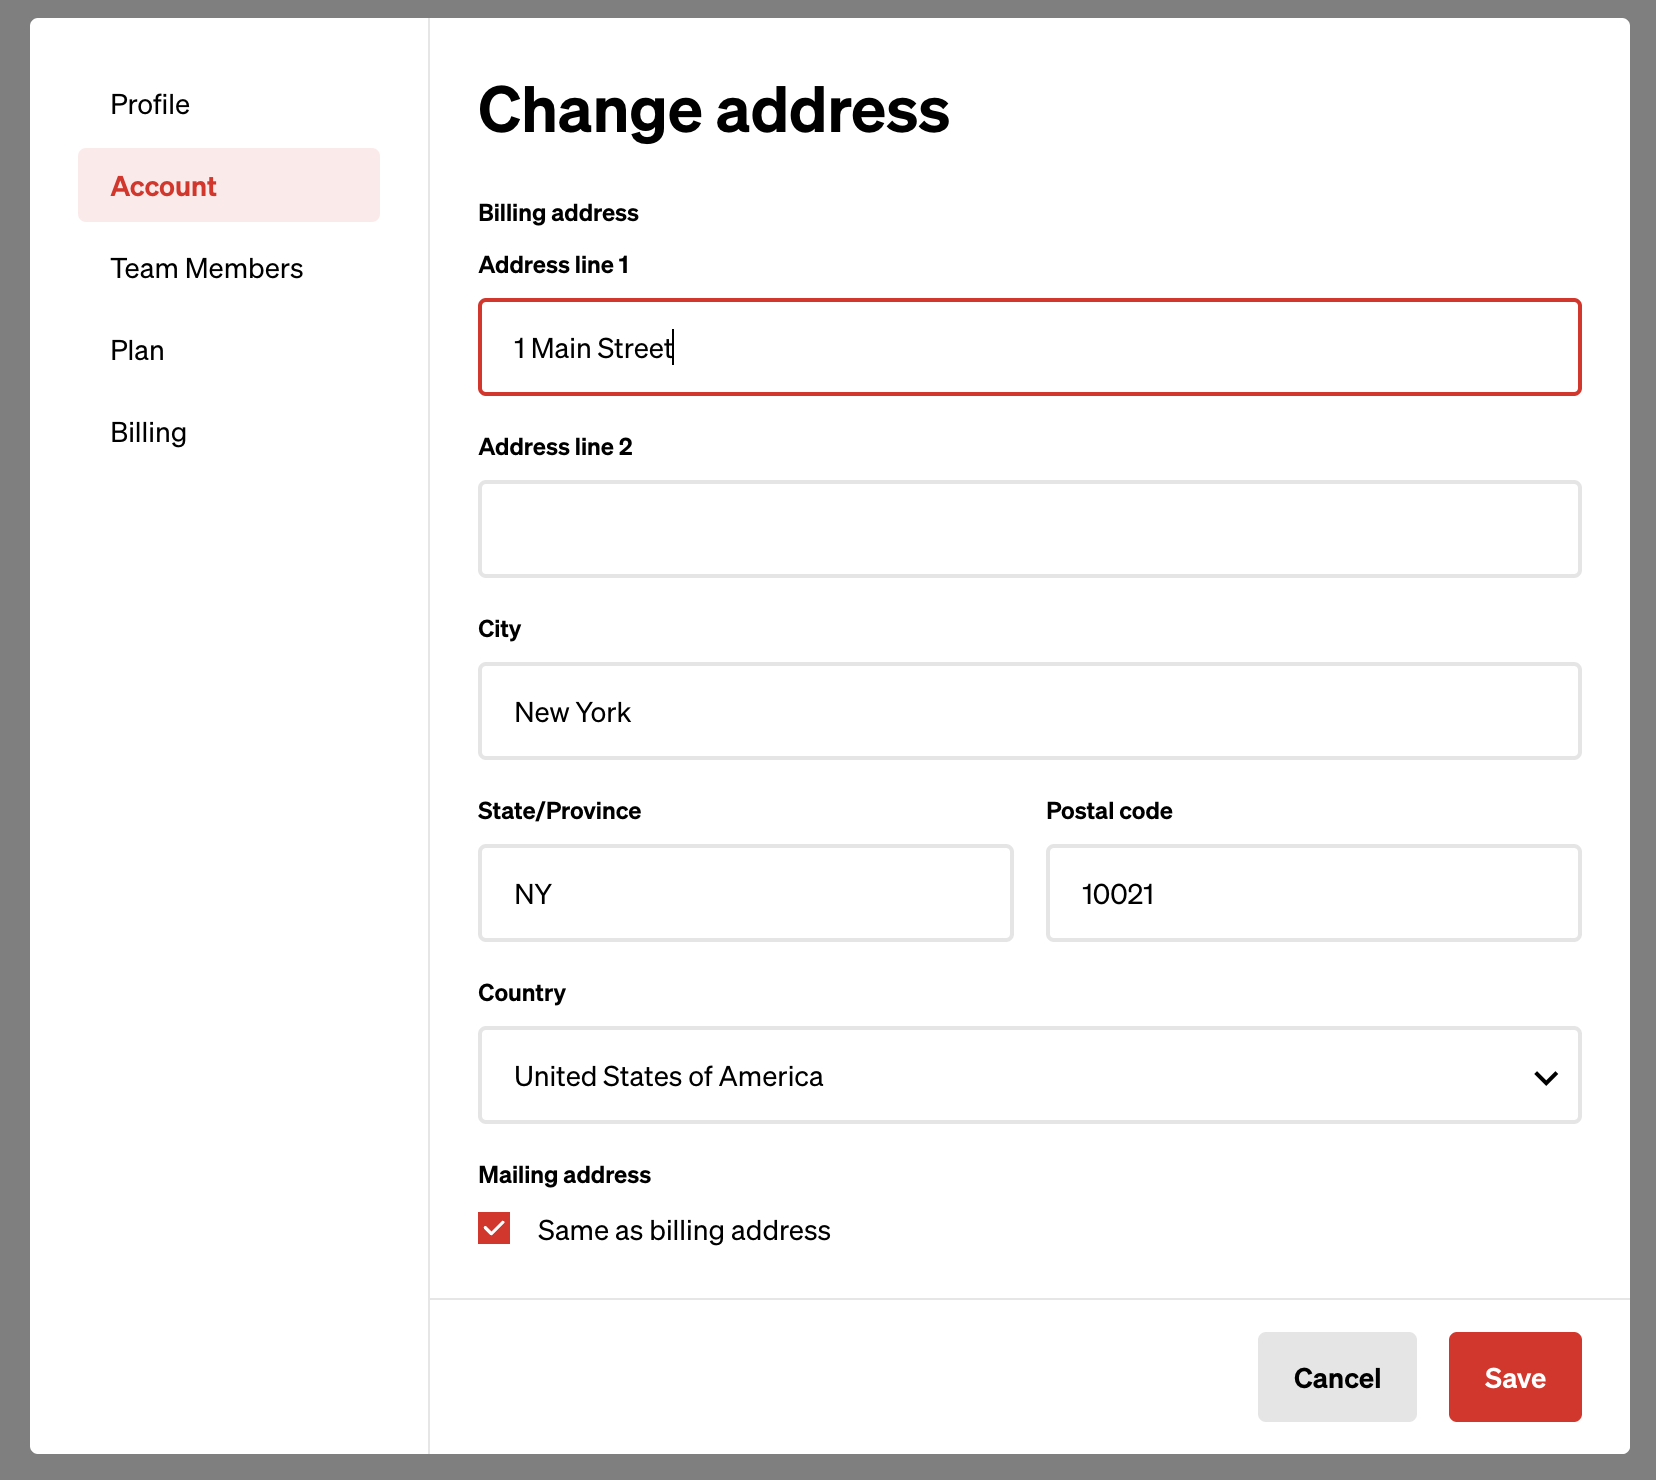 Profile
Account
Team Members
Plan
Billing
Change address
Billing address
Address line 1
1 Main Street
Address line 2
City
New York
State/Province
Postal code
NY
10021
Country
United States of America
Mailing address
Same as billing address
Cancel
Save